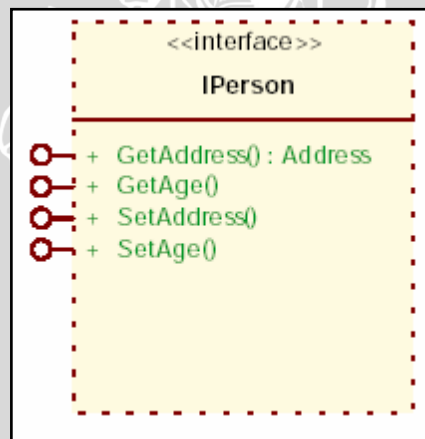 <<interface>>
IPerson
+ GetAddress() : Address
+ GetAge()
+ SetAddress()
+ SetAge()